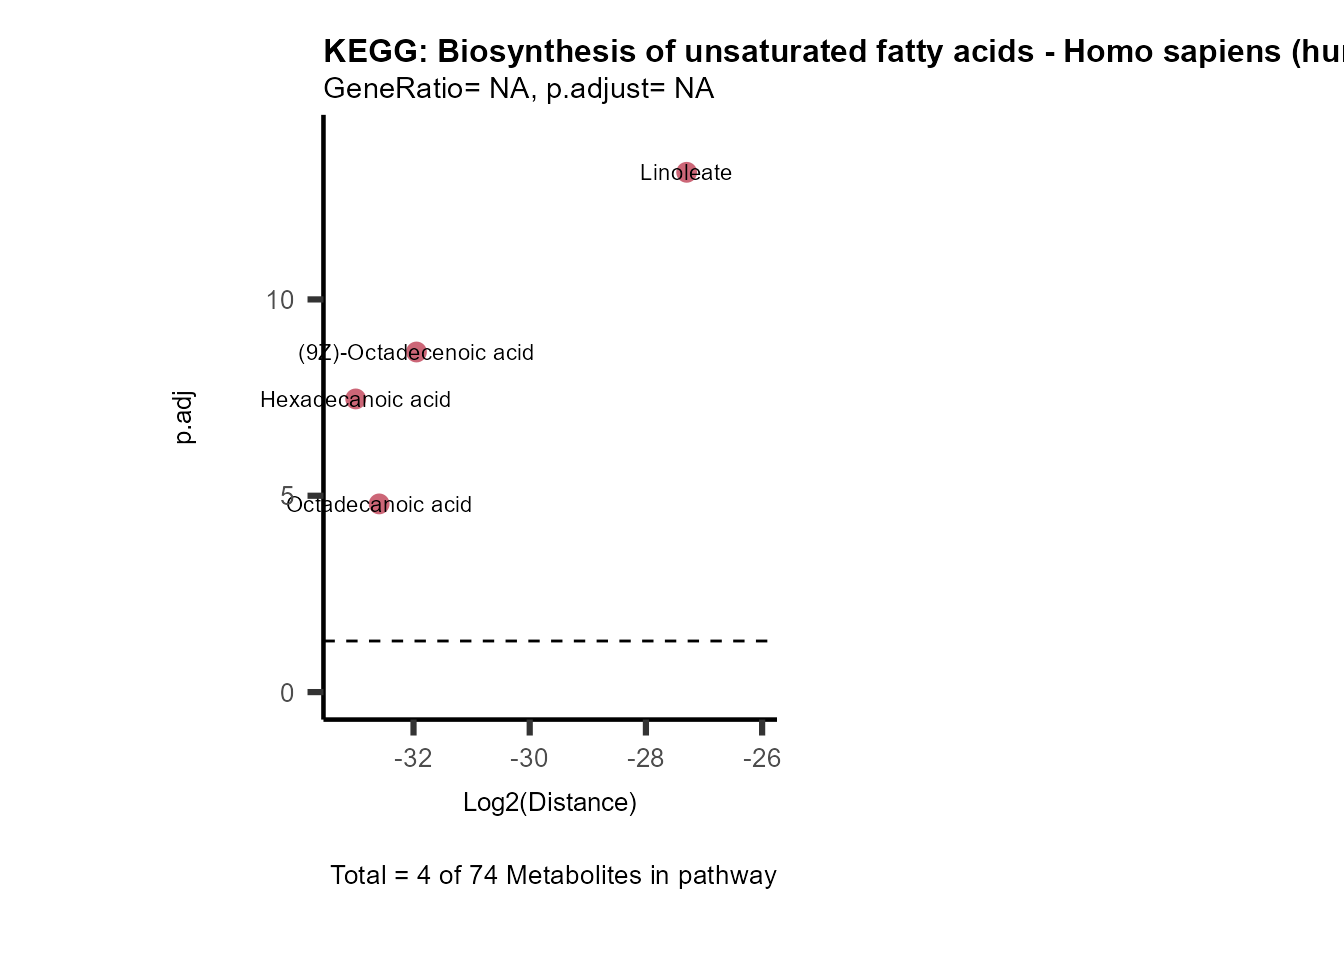 KEGG: Biosynthesis of unsaturated fatty acids - Homo sapiens (hu
GeneRatio= NA, p.adjust= NA
Linoleate
10
(9Z)-Octadecenoic acid
Hexadecanoic acid
p.adj
5
Octadecanoic acid
0
-32 -30 -28 -26
Log2(Distance)
Total = 4 of 74 Metabolites in pathway